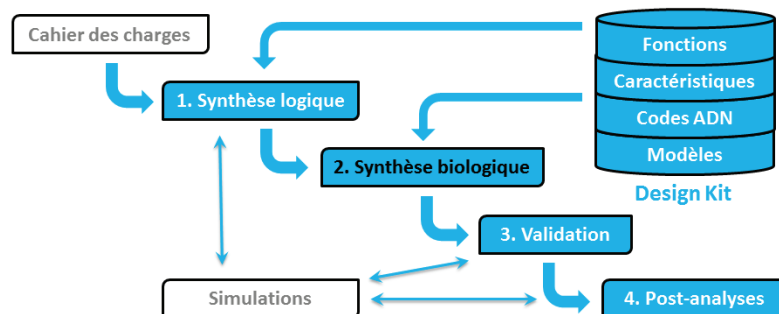 Cahier des charges
Fonctions
Caractéristiques
Codes ADN
Modèles
Design Kit
1. Synthèse logique
2. Synthèse biologique
3. Validation
Simulations
4. Post-analyses